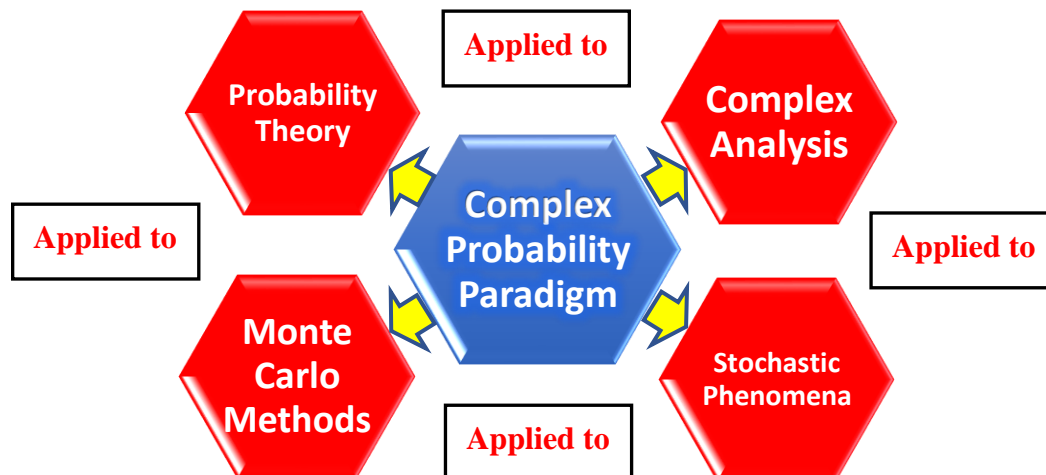 Applied to
Probability
Theory
Complex
Analysis
Complex
Probability
Paradigm
Applied to
Applied to
Monte
Carlo
Methods
Stochastic
Phenomena
Applied to